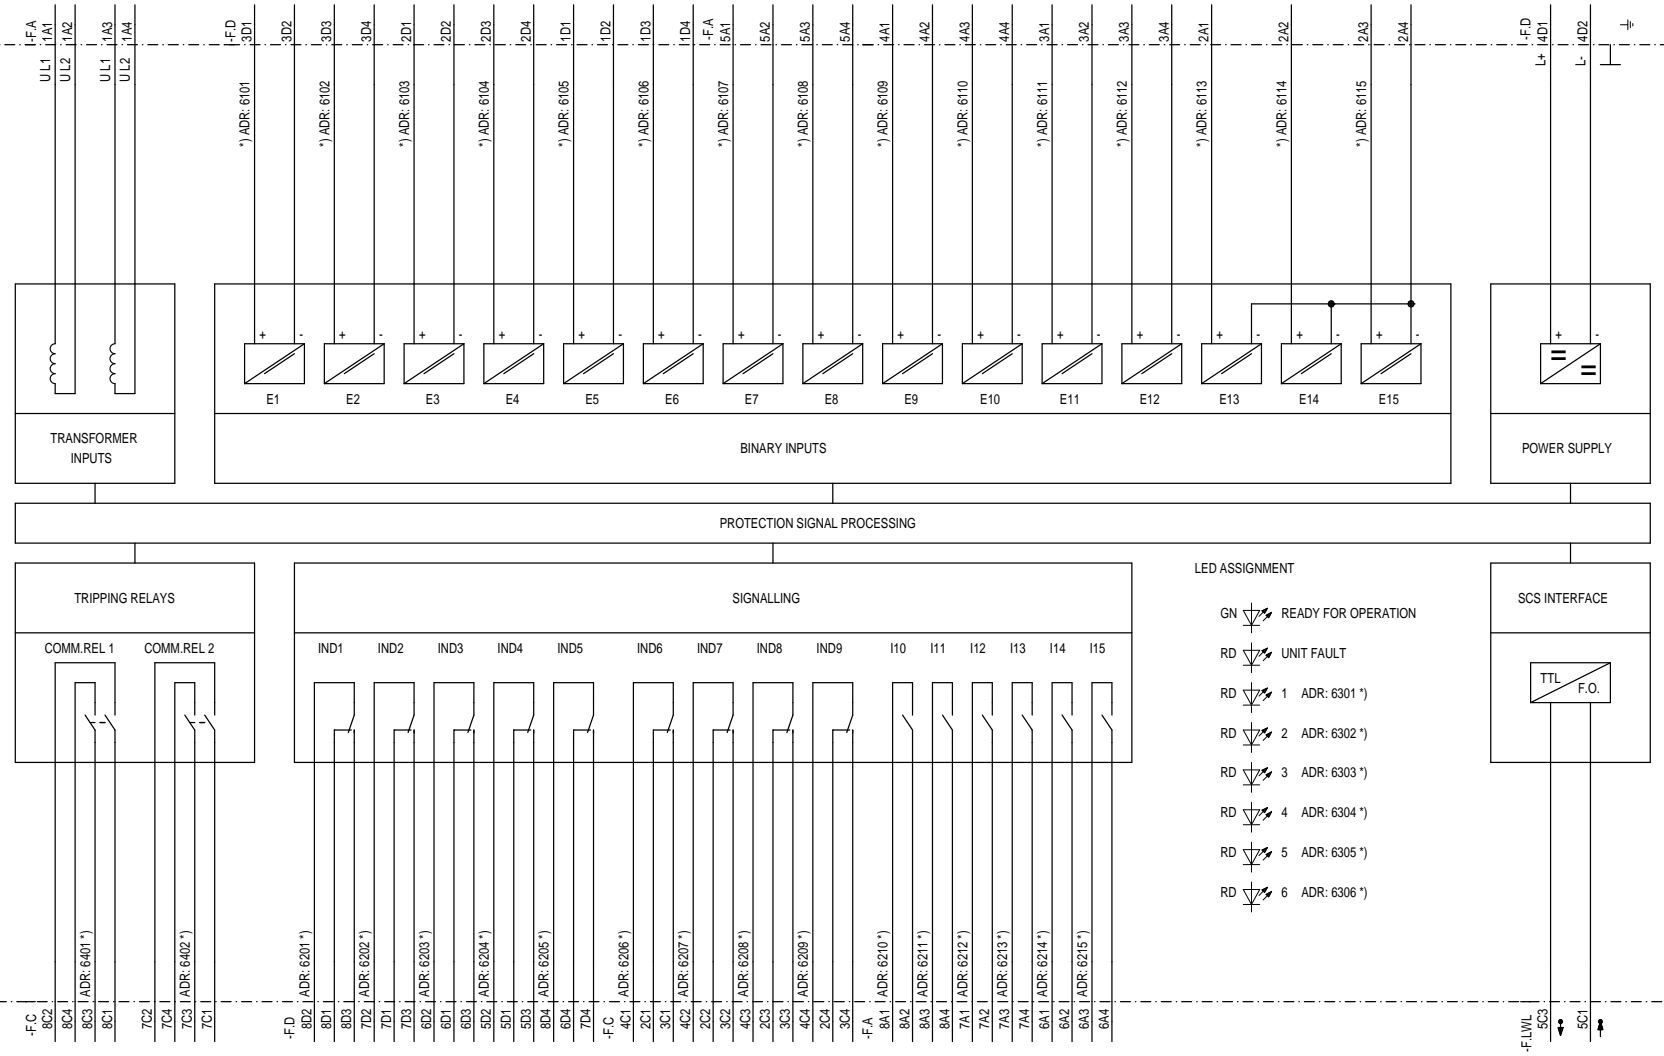 -F.A 1A1 1A2 1A3 1A4
-F.D 3D1 3D2 3D3 3D4 2D1 2D2 2D3 2D4 1D1 1D2 1D3 1D4
-F.A 5A1 5A2 5A3 5A4 4A1 4A2 4A3 4A4 3A1 3A2 3A3 3A4 2A1 2A2 2A3 2A4
-F.D 4D1 4D2
U L1 U L2 U L1 U L2
L+ L-
*) ADR: 6101
*) ADR: 6102
*) ADR: 6103
*) ADR: 6104
*) ADR: 6105
*) ADR: 6106
*) ADR: 6107
*) ADR: 6108
*) ADR: 6109
*) ADR: 6110
*) ADR: 6111
*) ADR: 6112
*) ADR: 6113
*) ADR: 6114
*) ADR: 6115
+ - + - + - + - + - + - + - + - + - + - + - + - + - + - + - + -
E1 E2 E3 E4 E5 E6 E7 E8 E9 E10 E11 E12 E13 E14 E15
TRANSFORMER
INPUTS
BINARY INPUTS
POWER SUPPLY
PROTECTION SIGNAL PROCESSING
TRIPPING RELAYS
COMM.REL 1 COMM.REL 2
SIGNALLING
IND1 IND2 IND3 IND4 IND5 IND6 IND7 IND8 IND9 I10 I11 I12 I13 I14 I15
LED ASSIGNMENT
GN READY FOR OPERATION
RD UNIT FAULT
RD 1 ADR: 6301 *)
RD 2 ADR: 6302 *)
RD 3 ADR: 6303 *)
RD 4 ADR: 6304 *)
RD 5 ADR: 6305 *)
RD 6 ADR: 6306 *)
SCS INTERFACE
TTL
F.O.
ADR: 6401 *)
ADR: 6402 *)
ADR: 6201 *)
ADR: 6202 *)
ADR: 6203 *)
ADR: 6204 *)
ADR: 6205 *)
ADR: 6206 *)
ADR: 6207 *)
ADR: 6208 *)
ADR: 6209 *)
ADR: 6210 *)
ADR: 6211 *)
ADR: 6212 *)
ADR: 6213 *)
ADR: 6214 *)
ADR: 6215 *)
-F.C 8C2 8C4 8C3 8C1 7C2 7C4 7C3 7C1
-F.D 8D2 8D1 8D3 7D2 7D1 7D3 6D2 6D1 6D3 5D2 5D1 5D3 8D4 6D4 7D4
-F.C 4C1 2C1 3C1 4C2 2C2 3C2 4C3 2C3 3C3 4C4 2C4 3C4
-F.A 8A1 8A2 8A3 8A4 7A1 7A2 7A3 7A4 6A1 6A2 6A3 6A4
-F.LWL 5C3 5C1